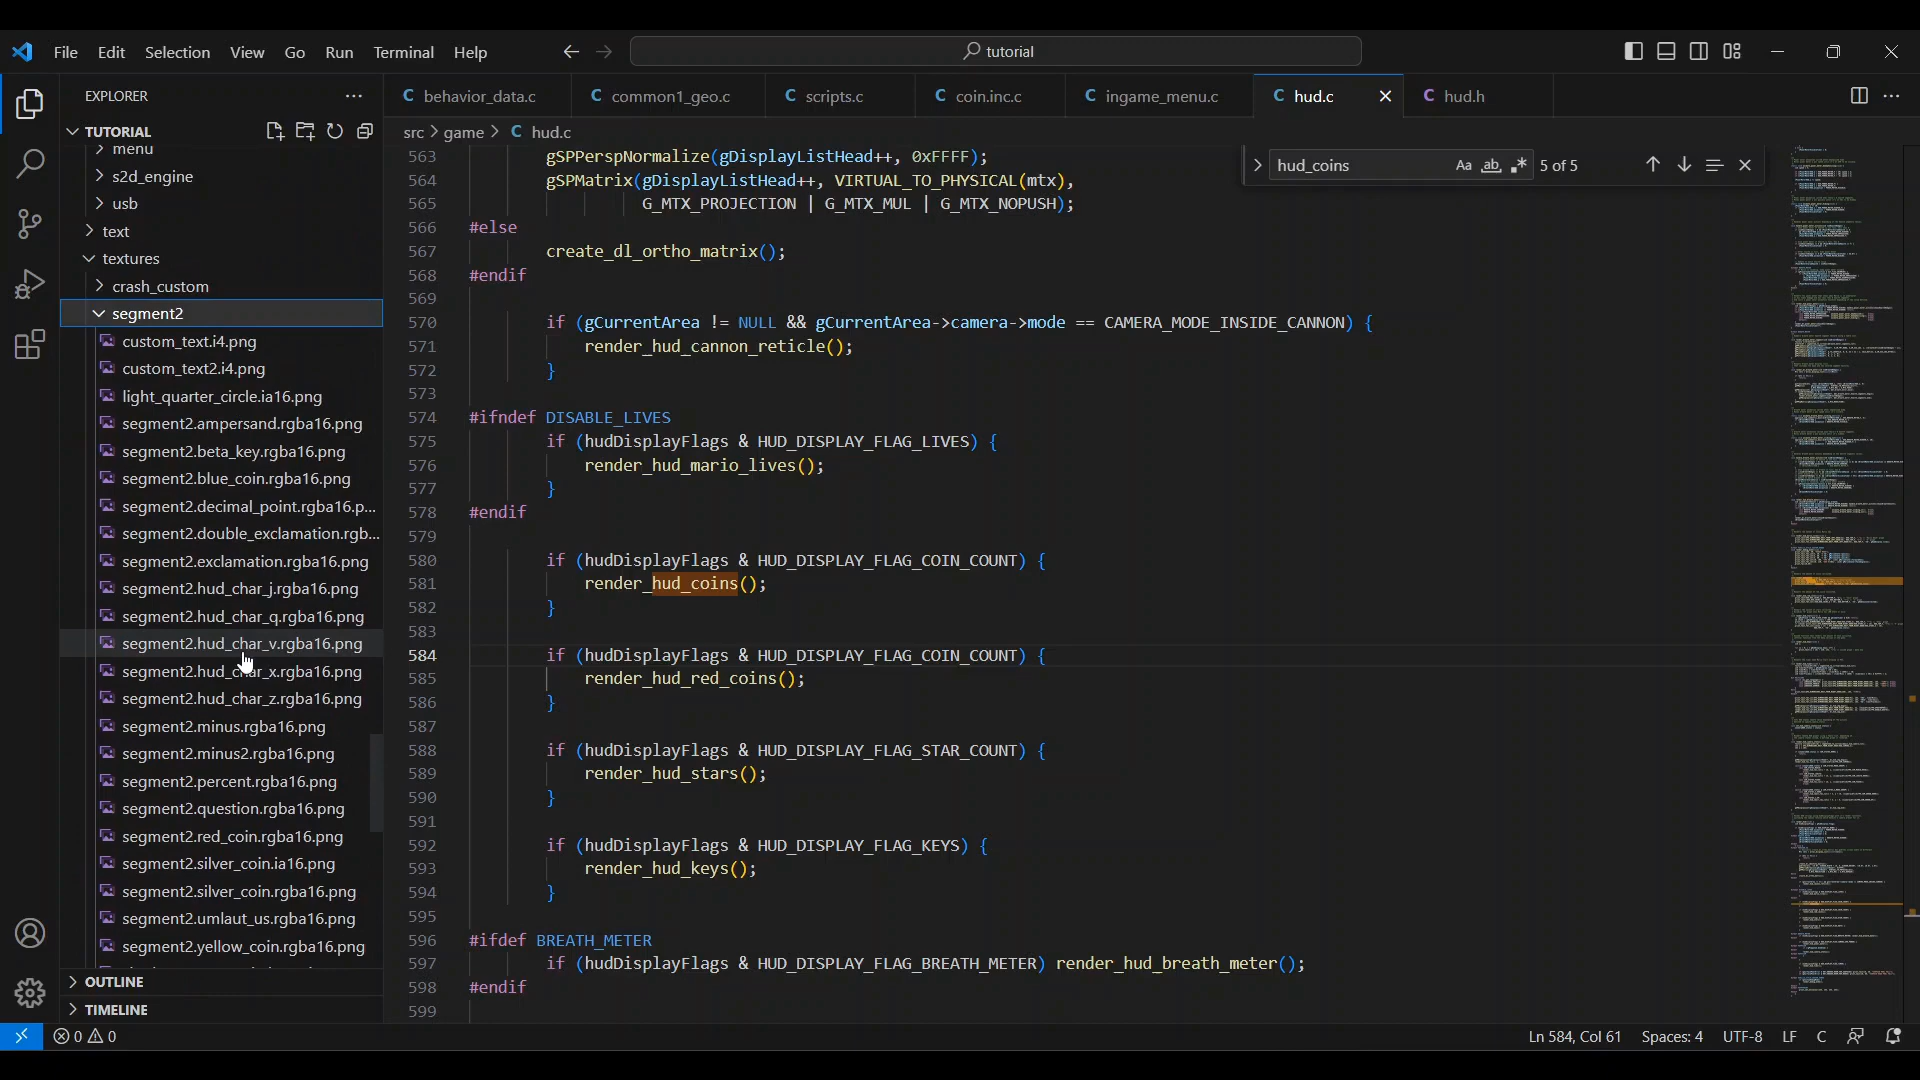 File Edit Selection View Go Run Terminal Help
tutorial
EXPLORER
behavior_data.c
common1_geo.c
scripts.c
coin.inc.c
ingame_menu.c
hud.c
hud.h
src > game > C hud.c
hud_coins
5 of 5
TUTORIAL
menu
s2d_engine
usb
text
textures
crash_custom
segment2
custom_text.i4.png
custom_text2.i4.png
light_quarter_circle.ia16.png
segment2.ampersand.rgba16.png
segment2.beta_key.rgba16.png
segment2.blue_coin.rgba16.png
segment2.decimal_point.rgba16.p...
segment2.double_exclamation.rgb...
segment2.exclamation.rgba16.png
segment2.hud_char_j.rgba16.png
segment2.hud_char_q.rgba16.png
segment2.hud_char_v.rgba16.png
segment2.hud_char_x.rgba16.png
segment2.hud_char_z.rgba16.png
segment2.minus.rgba16.png
segment2.minus2.rgba16.png
segment2.percent.rgba16.png
segment2.question.rgba16.png
segment2.red_coin.rgba16.png
segment2.silver_coin.ia16.png
segment2.silver_coin.rgba16.png
segment2.umlaut_us.rgba16.png
segment2.yellow_coin.rgba16.png
OUTLINE
TIMELINE
563 gSPPerspNormalize(gDisplayListHead++, 0xFFFF);
564 gSPMatrix(gDisplayListHead++, VIRTUAL_TO_PHYSICAL(mtx),
565 G_MTX_PROJECTION | G_MTX_MUL | G_MTX_NOPUSH);
566 #else
567 create_dl_ortho_matrix();
568 #endif
569
570 if (gCurrentArea != NULL && gCurrentArea->camera->mode == CAMERA_MODE_INSIDE_CANNON) {
571 render_hud_cannon_reticle();
572 }
573
574 #ifndef DISABLE_LIVES
575 if (hudDisplayFlags & HUD_DISPLAY_FLAG_LIVES) {
576 render_hud_mario_lives();
577 }
578 #endif
579
580 if (hudDisplayFlags & HUD_DISPLAY_FLAG_COIN_COUNT) {
581 render_hud_coins();
582 }
583
584 if (hudDisplayFlags & HUD_DISPLAY_FLAG_COIN_COUNT) {
585 render_hud_red_coins();
586 }
587
588 if (hudDisplayFlags & HUD_DISPLAY_FLAG_STAR_COUNT) {
589 render_hud_stars();
590 }
591
592 if (hudDisplayFlags & HUD_DISPLAY_FLAG_KEYS) {
593 render_hud_keys();
594 }
595
596 #ifdef BREATH_METER
597 if (hudDisplayFlags & HUD_DISPLAY_FLAG_BREATH_METER) render_hud_breath_meter();
598 #endif
599
0 0
Ln 584, Col 61 Spaces: 4 UTF-8 LF C